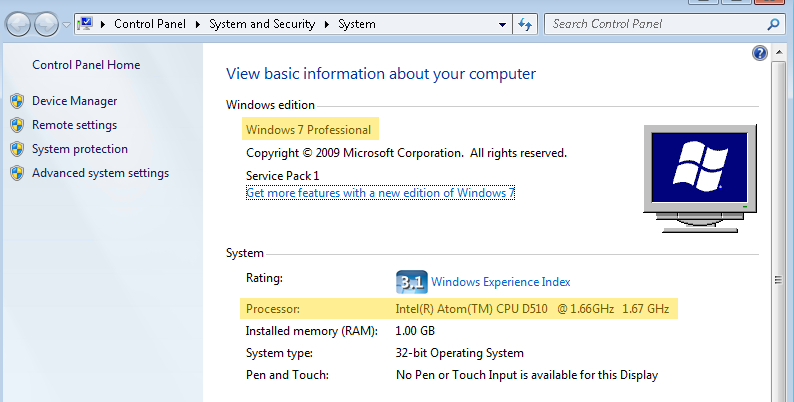 Control Panel System and Security System Search Control Panel
Control Panel Home
Device Manager
Remote settings
System protection
Advanced system settings
View basic information about your computer
Windows edition
Windows 7 Professional
Copyright © 2009 Microsoft Corporation. All rights reserved.
Service Pack 1
Get more features with a new edition of Windows 7
System
Rating: 3.1 Windows Experience Index
Processor: Intel(R) Atom(TM) CPU D510 @ 1.66GHz 1.67 GHz
Installed memory (RAM): 1.00 GB
System type: 32-bit Operating System
Pen and Touch: No Pen or Touch Input is available for this Display